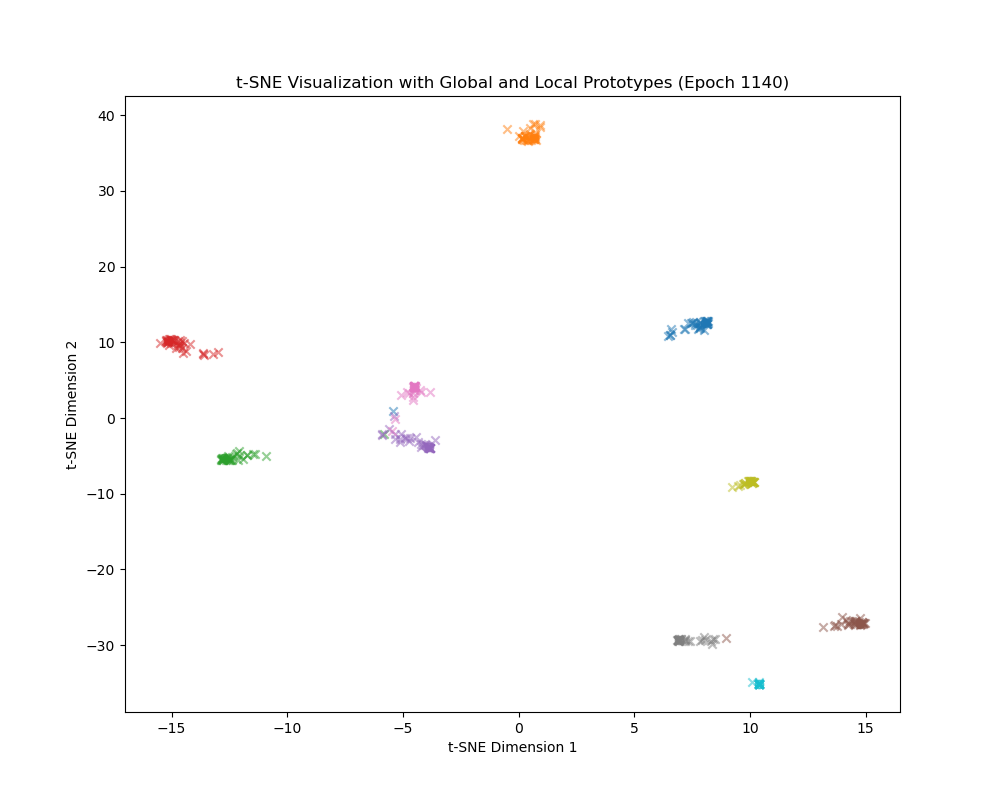 t-SNE Visualization with Global and Local Prototypes (Epoch 1140)
40
30
20
10
0
−10
−20
−30
t-SNE Dimension 2
−15 −10 −5 0 5 10 15
t-SNE Dimension 1